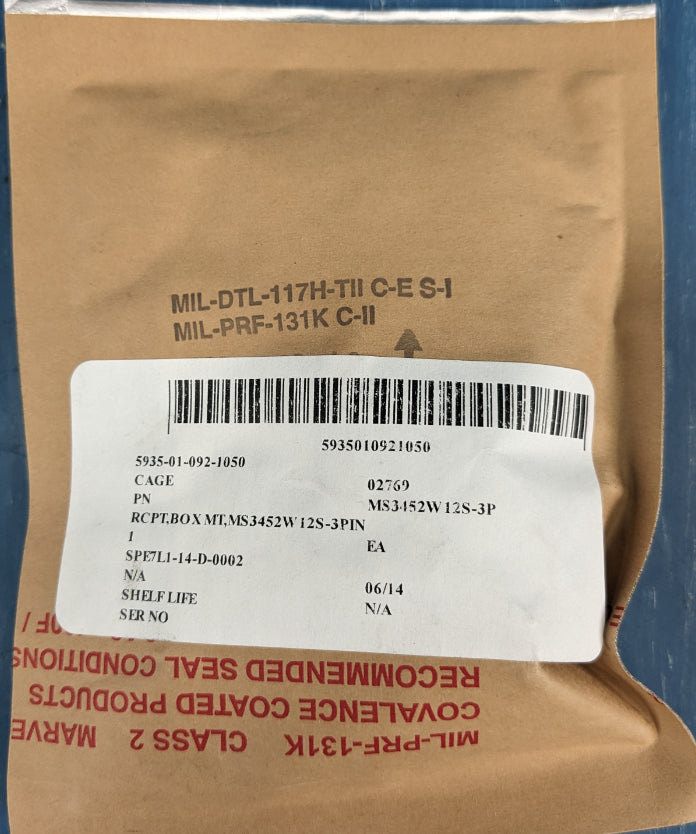 MIL-DTL-117H-TII C-E S-I
MIL-PRF-131K C-II
5935010921050
5935-01-092-1050
CAGE 02769
PN MS3452W12S-3P
RCPT,BOX MT,MS3452W12S-3PIN
1 EA
SPE7L1-14-D-0002
N/A 06/14
SHELF LIFE N/A
SER NO
MIL-PRF-131K CLASS 2 MARVE
COVALENCE COATED PRODUCTS
RECOMMENDED SEAL CONDITIONS